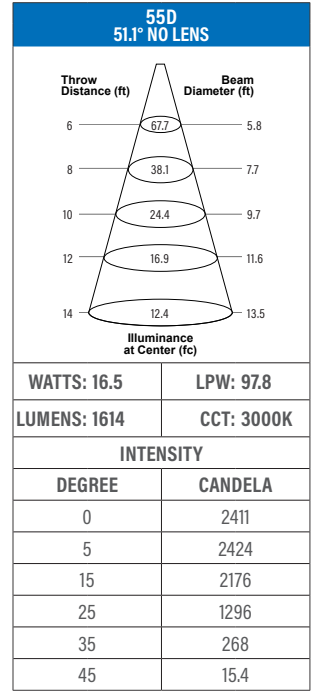 55D
51.1° NO LENS
Throw Beam
Distance (ft) Diameter (ft)
6 67.7 5.8
8 38.1 7.7
10 24.4 9.7
12 16.9 11.6
14 12.4 13.5
Illuminance
at Center (fc)
WATTS: 16.5 LPW: 97.8
LUMENS: 1614 CCT: 3000K
INTENSITY
DEGREE CANDELA
0 2411
5 2424
15 2176
25 1296
35 268
45 15.4